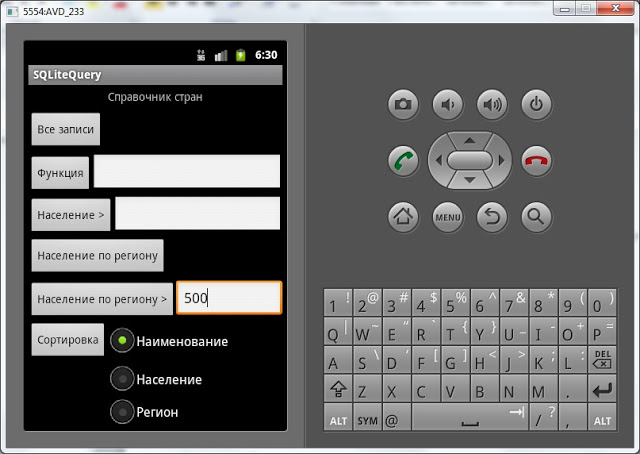 5554:AVD_233
3G 6:30
SQLiteQuery
Справочник стран
Все записи
Функция
Население >
Население по региону
Население по региону > 500
Сортировка Наименование
Население
Регион
MENU
1 ! 2 @ 3 # 4 $ 5 % 6 ^ 7 & 8 * 9 ( 0 )
Q | W ~ E " R ` T { Y } U _ I - O + P =
A S \ D ' F [ G ] H < J > K ; L : DEL
Z X C V B N M .
ALT SYM @ / ? , ALT